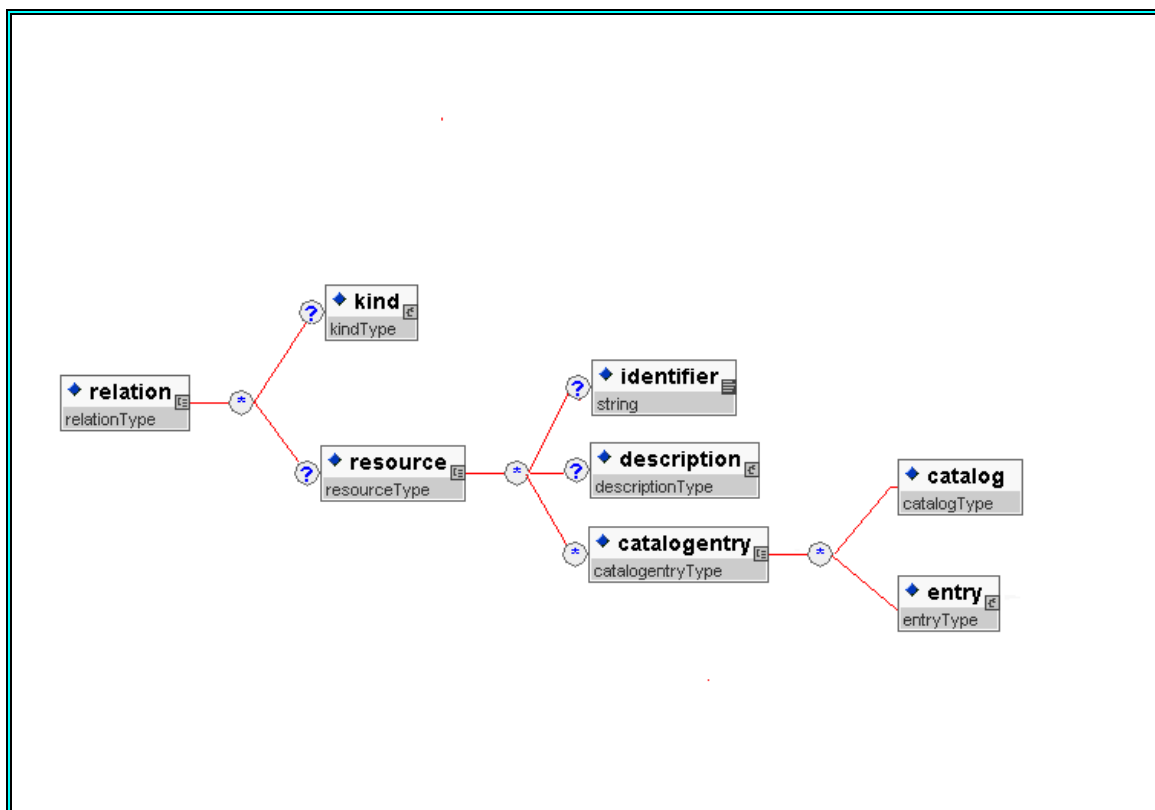 kind
?
kindType
relation
*
relationType
? identifier
string
resource
?
*
resourceType
? description
descriptionType
catalog
catalogType
* catalogentry
*
catalogentryType
entry
entryType